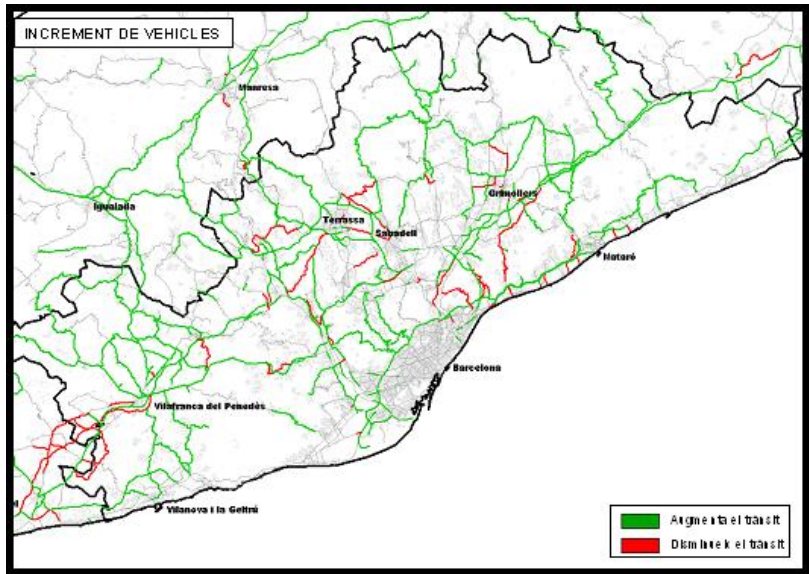 INCREMENT DE VEHICLES
Manresa
Igualada
Granollers
Terrassa
Sabadell
Mataró
Barcelona
Vilafranca del Penedès
Vilanova i la Geltrú
Augmenta el trànsit
Disminueix el trànsit